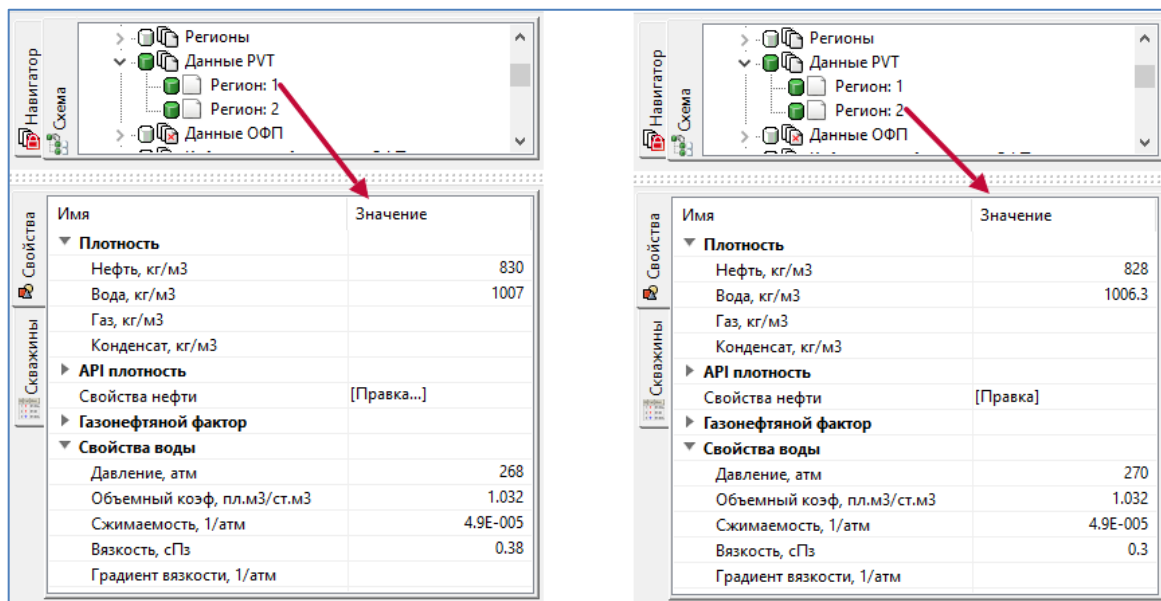 Навигатор
Схема
Регионы
Данные PVT
Регион: 1
Регион: 2
Данные ОФП
Свойства
Скважины
Имя Значение
Плотность
Нефть, кг/м3 830
Вода, кг/м3 1007
Газ, кг/м3
Конденсат, кг/м3
API плотность
Свойства нефти [Правка...]
Газонефтяной фактор
Свойства воды
Давление, атм 268
Объемный коэф, пл.м3/ст.м3 1.032
Сжимаемость, 1/атм 4.9E-005
Вязкость, сПз 0.38
Градиент вязкости, 1/атм
Навигатор
Схема
Регионы
Данные PVT
Регион: 1
Регион: 2
Данные ОФП
Свойства
Скважины
Имя Значение
Плотность
Нефть, кг/м3 828
Вода, кг/м3 1006.3
Газ, кг/м3
Конденсат, кг/м3
API плотность
Свойства нефти [Правка]
Газонефтяной фактор
Свойства воды
Давление, атм 270
Объемный коэф, пл.м3/ст.м3 1.032
Сжимаемость, 1/атм 4.9E-005
Вязкость, сПз 0.3
Градиент вязкости, 1/атм